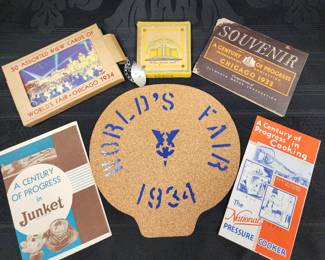 50 ASSORTED VIEW CARDS OF
WORLD'S FAIR • CHICAGO 1934
SOUVENIR
A CENTURY OF PROGRESS
CHICAGO 1933
WORLD'S FAIR
1934
A CENTURY
OF PROGRESS
in
Junket
A Century of
Progress in
Cooking
The National
PRESSURE
COOKER